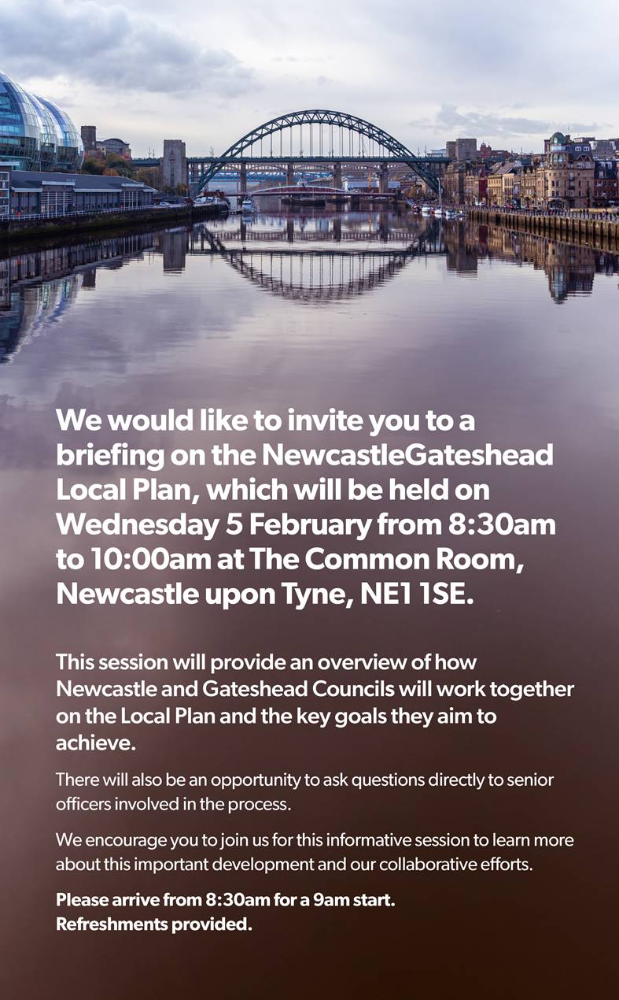 We would like to invite you to a
briefing on the NewcastleGateshead
Local Plan, which will be held on
Wednesday 5 February from 8:30am
to 10:00am at The Common Room,
Newcastle upon Tyne, NE1 1SE.
This session will provide an overview of how
Newcastle and Gateshead Councils will work together
on the Local Plan and the key goals they aim to
achieve.
There will also be an opportunity to ask questions directly to senior
officers involved in the process.
We encourage you to join us for this informative session to learn more
about this important development and our collaborative efforts.
Please arrive from 8:30am for a 9am start.
Refreshments provided.